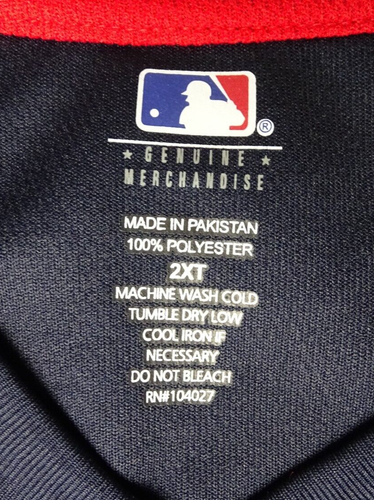 ®
★ GENUINE ★
MERCHANDISE
MADE IN PAKISTAN
100% POLYESTER
2XT
MACHINE WASH COLD
TUMBLE DRY LOW
COOL IRON IF
NECESSARY
DO NOT BLEACH
RN#104027